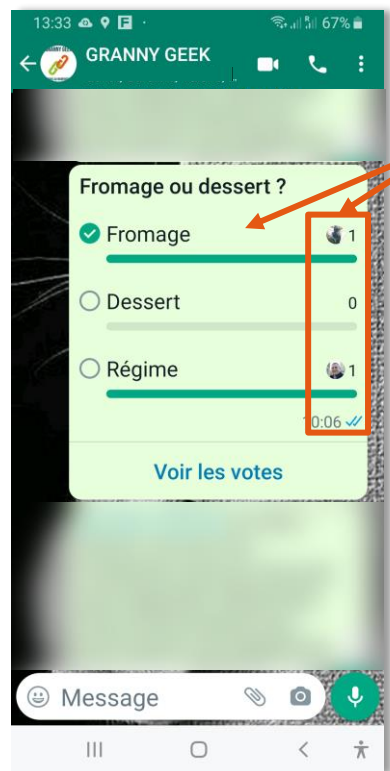 13:33 67%
GRANNY GEEK
Fromage ou dessert ?
Fromage 1
Dessert 0
Régime 1
10:06
Voir les votes
Message